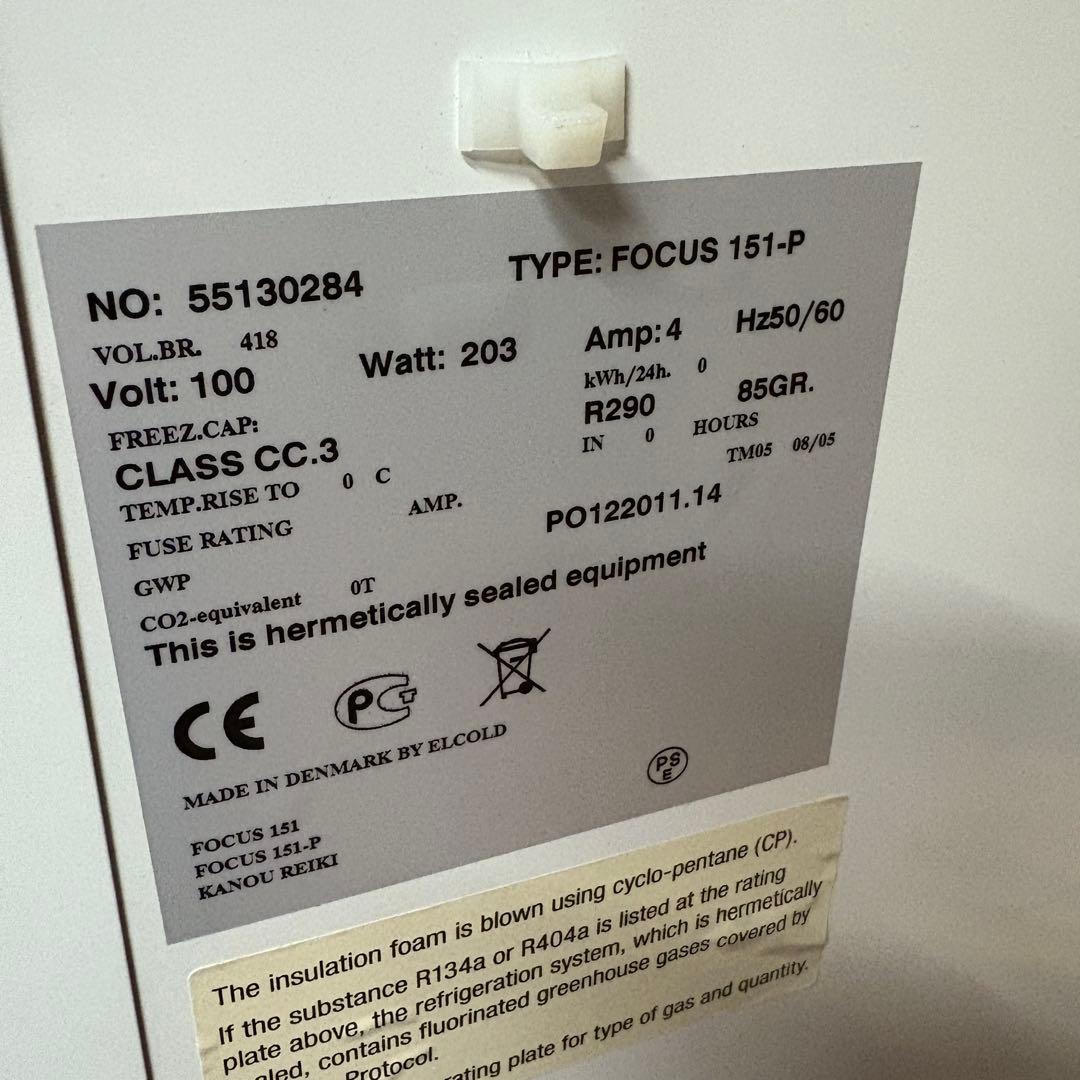 NO: 55130284 TYPE: FOCUS 151-P
VOL.BR. 418
Volt: 100 Watt: 203 Amp: 4 Hz50/60
kWh/24h. 0
FREEZ.CAP: R290 85GR.
CLASS CC.3 IN 0 HOURS
TEMP.RISE TO 0 C TM05 08/05
FUSE RATING AMP. PO122011.14
GWP
CO2-equivalent 0T
This is hermetically sealed equipment
CE PCT
MADE IN DENMARK BY ELCOLD
PS
E
FOCUS 151
FOCUS 151-P
KANOU REIKI
The insulation foam is blown using cyclo-pentane (CP).
If the substance R134a or R404a is listed at the rating
plate above, the refrigeration system, which is hermetically
contains fluorinated greenhouse gases covered by
Protocol.
plate for type of gas and quantity.